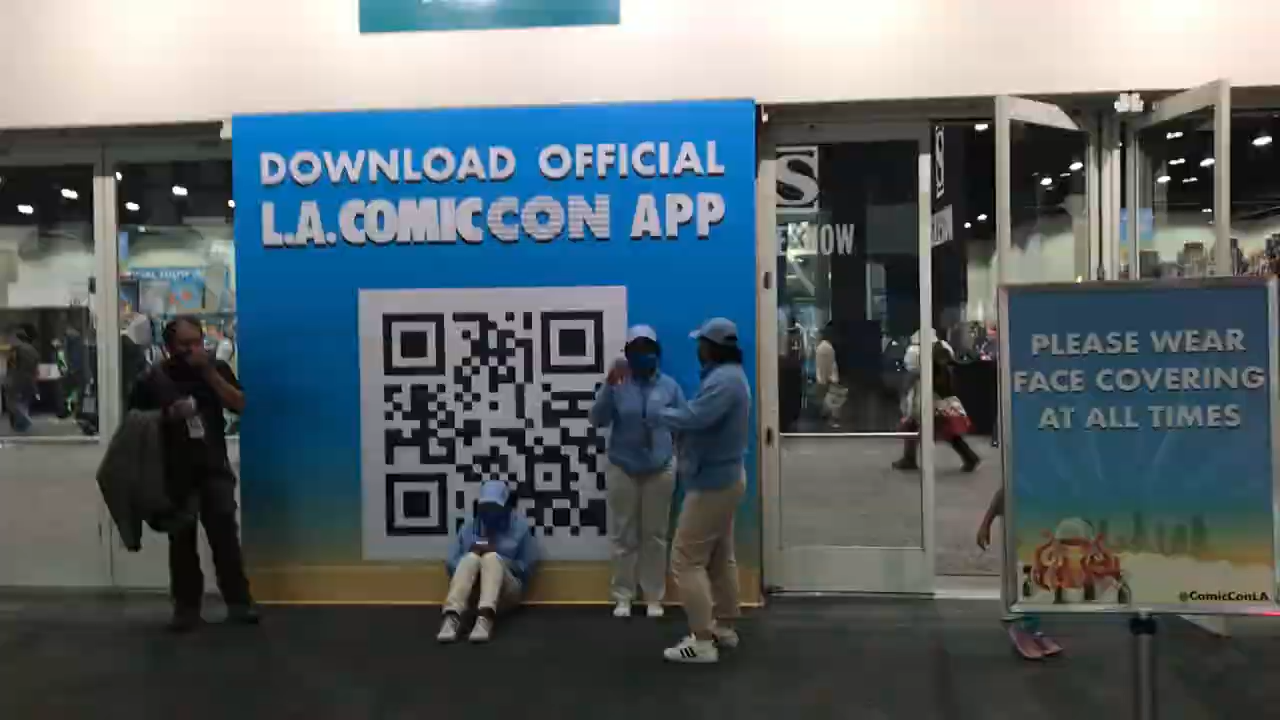 DOWNLOAD OFFICIAL
L.A. COMIC CON APP
PLEASE WEAR
FACE COVERING
AT ALL TIMES
@ComicConLA